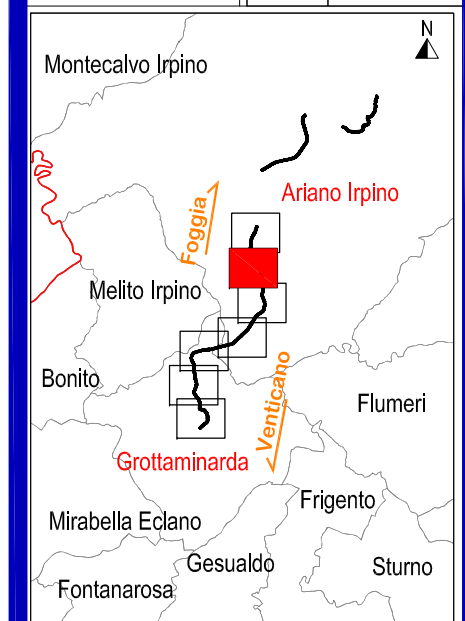 N
Montecalvo Irpino
Ariano Irpino
Foggia
Melito Irpino
Bonito
Venticano
Flumeri
Grottaminarda
Frigento
Mirabella Eclano
Gesualdo
Sturno
Fontanarosa